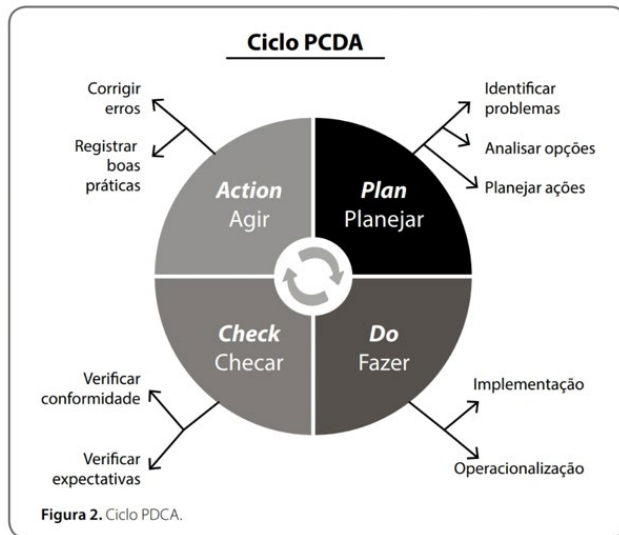 Ciclo PCDA
Corrigir
erros
Registrar
boas
práticas
Identificar
problemas
Analisar opções
Planejar ações
Action
Agir
Plan
Planejar
Check
Checar
Do
Fazer
Verificar
conformidade
Verificar
expectativas
Implementação
Operacionalização
Figura 2. Ciclo PDCA.